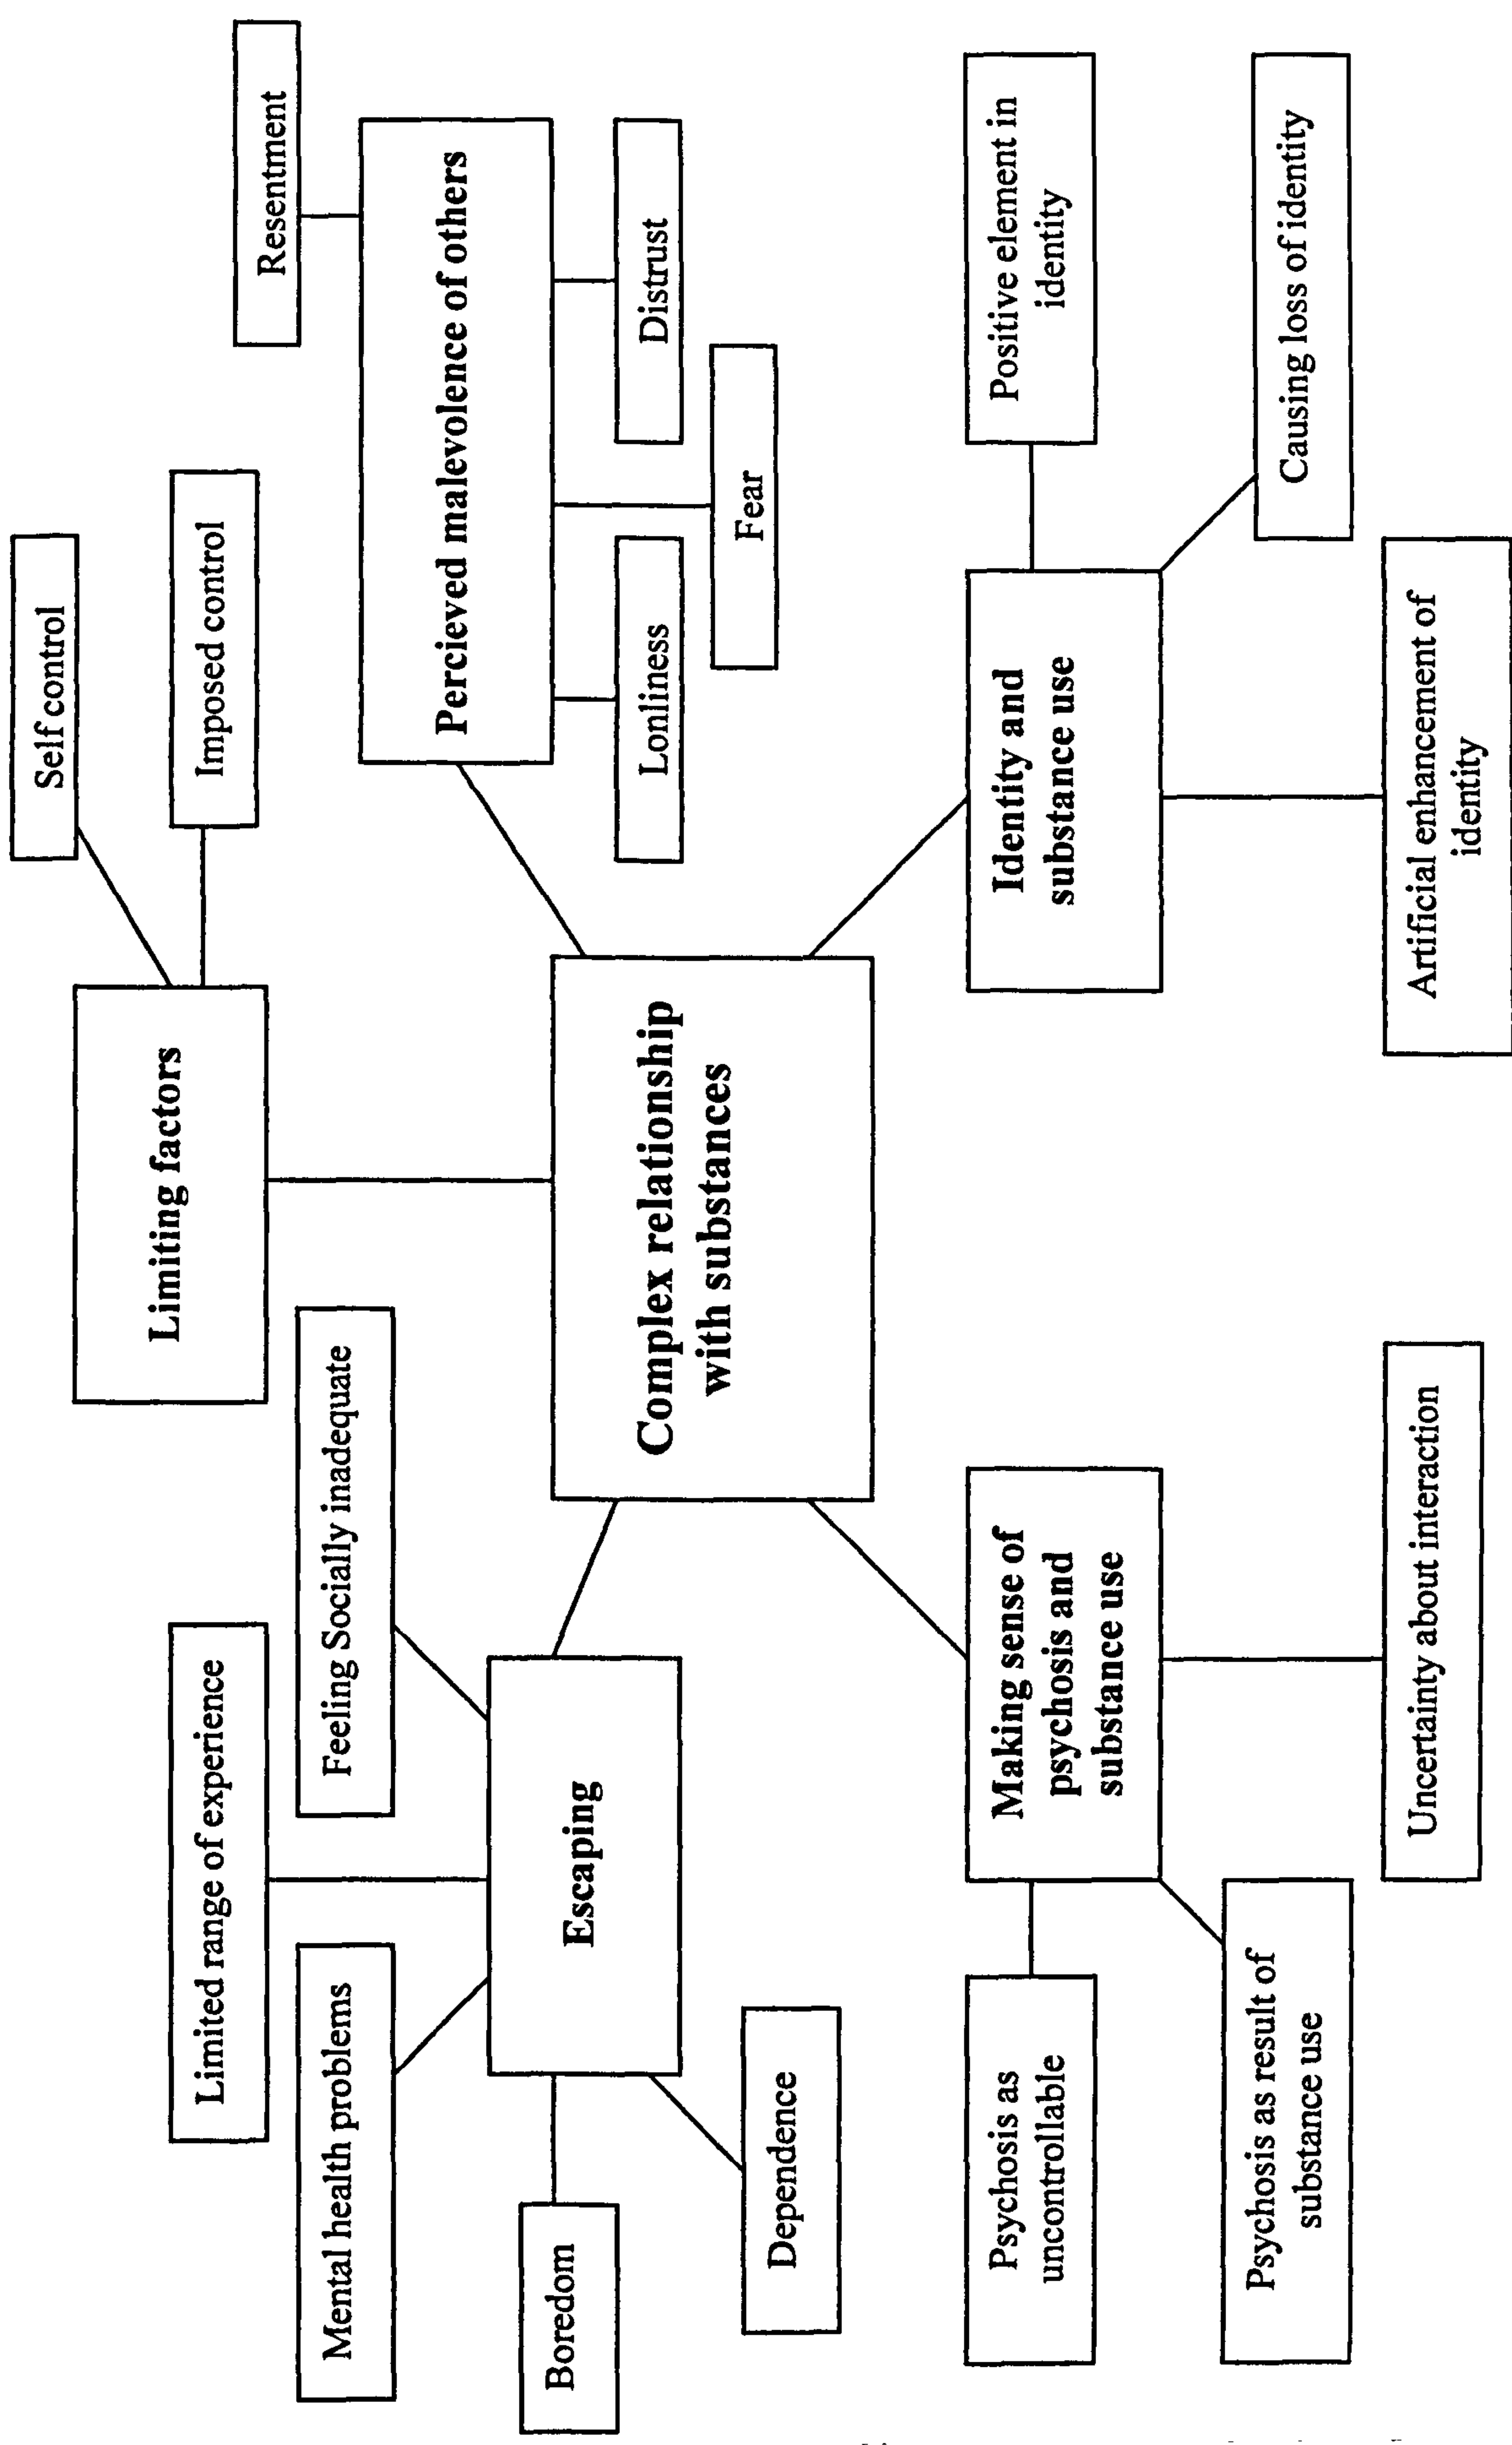 Self control
Limiting factors
Imposed control
Limited range of experience
Resentment
Mental health problems
Feeling Socially inadequate
Percieved malevolence of others
Escaping
Boredom
Complex relationship
with substances
Lonliness
Distrust
Fear
Dependence
Psychosis as
uncontrollable
Making sense of
psychosis and
substance use
Identity and
substance use
Positive element in
identity
Psychosis as result of
substance use
Causing loss of identity
Uncertainty about interaction
Artificial enhancement of
identity